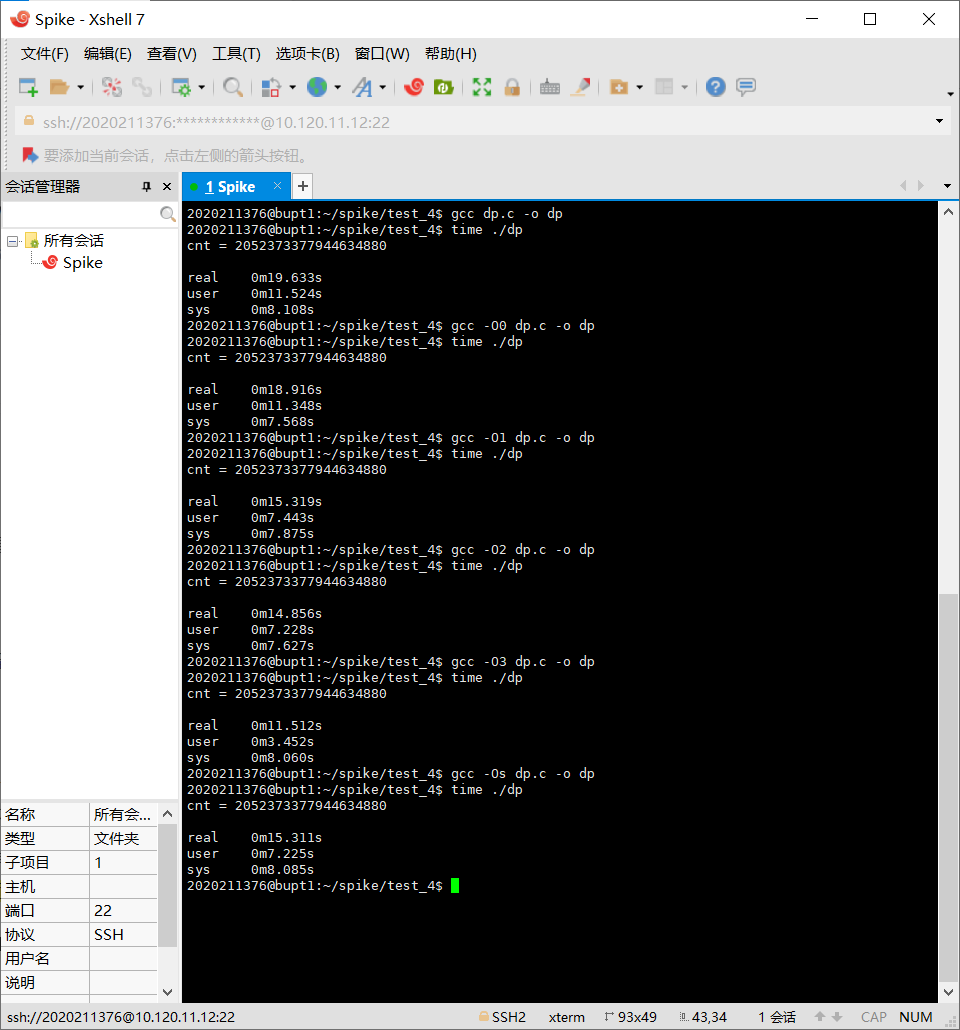 Spike - Xshell 7
文件(F) 编辑(E) 查看(V) 工具(T) 选项卡(B) 窗口(W) 帮助(H)
ssh://2020211376:************@10.120.11.12:22
要添加当前会话，点击左侧的箭头按钮。
会话管理器
所有会话
Spike
名称 所有会...
类型 文件夹
子项目 1
主机
端口 22
协议 SSH
用户名
说明
1 Spike
2020211376@bupt1:~/spike/test_4$ gcc dp.c -o dp
2020211376@bupt1:~/spike/test_4$ time ./dp
cnt = 2052373377944634880
real 0m19.633s
user 0m11.524s
sys 0m8.108s
2020211376@bupt1:~/spike/test_4$ gcc -O0 dp.c -o dp
2020211376@bupt1:~/spike/test_4$ time ./dp
cnt = 2052373377944634880
real 0m18.916s
user 0m11.348s
sys 0m7.568s
2020211376@bupt1:~/spike/test_4$ gcc -O1 dp.c -o dp
2020211376@bupt1:~/spike/test_4$ time ./dp
cnt = 2052373377944634880
real 0m15.319s
user 0m7.443s
sys 0m7.875s
2020211376@bupt1:~/spike/test_4$ gcc -O2 dp.c -o dp
2020211376@bupt1:~/spike/test_4$ time ./dp
cnt = 2052373377944634880
real 0m14.856s
user 0m7.228s
sys 0m7.627s
2020211376@bupt1:~/spike/test_4$ gcc -O3 dp.c -o dp
2020211376@bupt1:~/spike/test_4$ time ./dp
cnt = 2052373377944634880
real 0m11.512s
user 0m3.452s
sys 0m8.060s
2020211376@bupt1:~/spike/test_4$ gcc -Os dp.c -o dp
2020211376@bupt1:~/spike/test_4$ time ./dp
cnt = 2052373377944634880
real 0m15.311s
user 0m7.225s
sys 0m8.085s
2020211376@bupt1:~/spike/test_4$
ssh://2020211376@10.120.11.12:22 SSH2 xterm 93x49 43,34 1 会话 CAP NUM